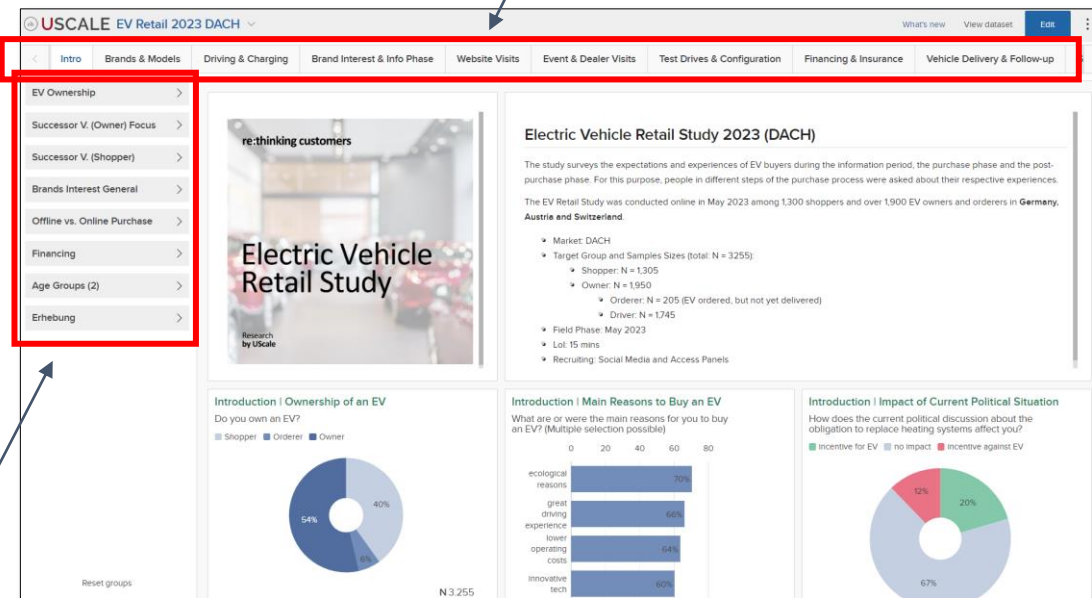 USCALE EV Retail 2023 DACH
What's new View dataset Edit
Intro Brands & Models Driving & Charging Brand Interest & Info Phase Website Visits Event & Dealer Visits Test Drives & Configuration Financing & Insurance Vehicle Delivery & Follow-up
EV Ownership
Successor V. (Owner) Focus
Successor V. (Shopper)
Brands Interest General
Offline vs. Online Purchase
Financing
Age Groups (2)
Erhebung
Reset groups
re:thinking customers
Electric Vehicle
Retail Study
Research
by UScale
Electric Vehicle Retail Study 2023 (DACH)
The study surveys the expectations and experiences of EV buyers during the information period, the purchase phase and the post-
purchase phase. For this purpose, people in different steps of the purchase process were asked about their respective experiences.
The EV Retail Study was conducted online in May 2023 among 1,300 shoppers and over 1,900 EV owners and orderers in Germany,
Austria and Switzerland.
Market: DACH
Target Group and Samples Sizes (total: N = 3255):
Shopper: N = 1,305
Owner: N = 1,950
Orderer: N = 205 (EV ordered, but not yet delivered)
Driver: N = 1,745
Field Phase: May 2023
LoI: 15 mins
Recruiting: Social Media and Access Panels
Introduction | Ownership of an EV
Do you own an EV?
Shopper Orderer Owner
40%
54%
6%
N 3.255
Introduction | Main Reasons to Buy an EV
What are or were the main reasons for you to buy
an EV? (Multiple selection possible)
0 20 40 60 80
ecological
reasons
70%
great
driving
experience
66%
lower
operating
costs
64%
innovative
tech
60%
Introduction | Impact of Current Political Situation
How does the current political discussion about the
obligation to replace heating systems affect you?
incentive for EV no impact incentive against EV
12%
20%
67%